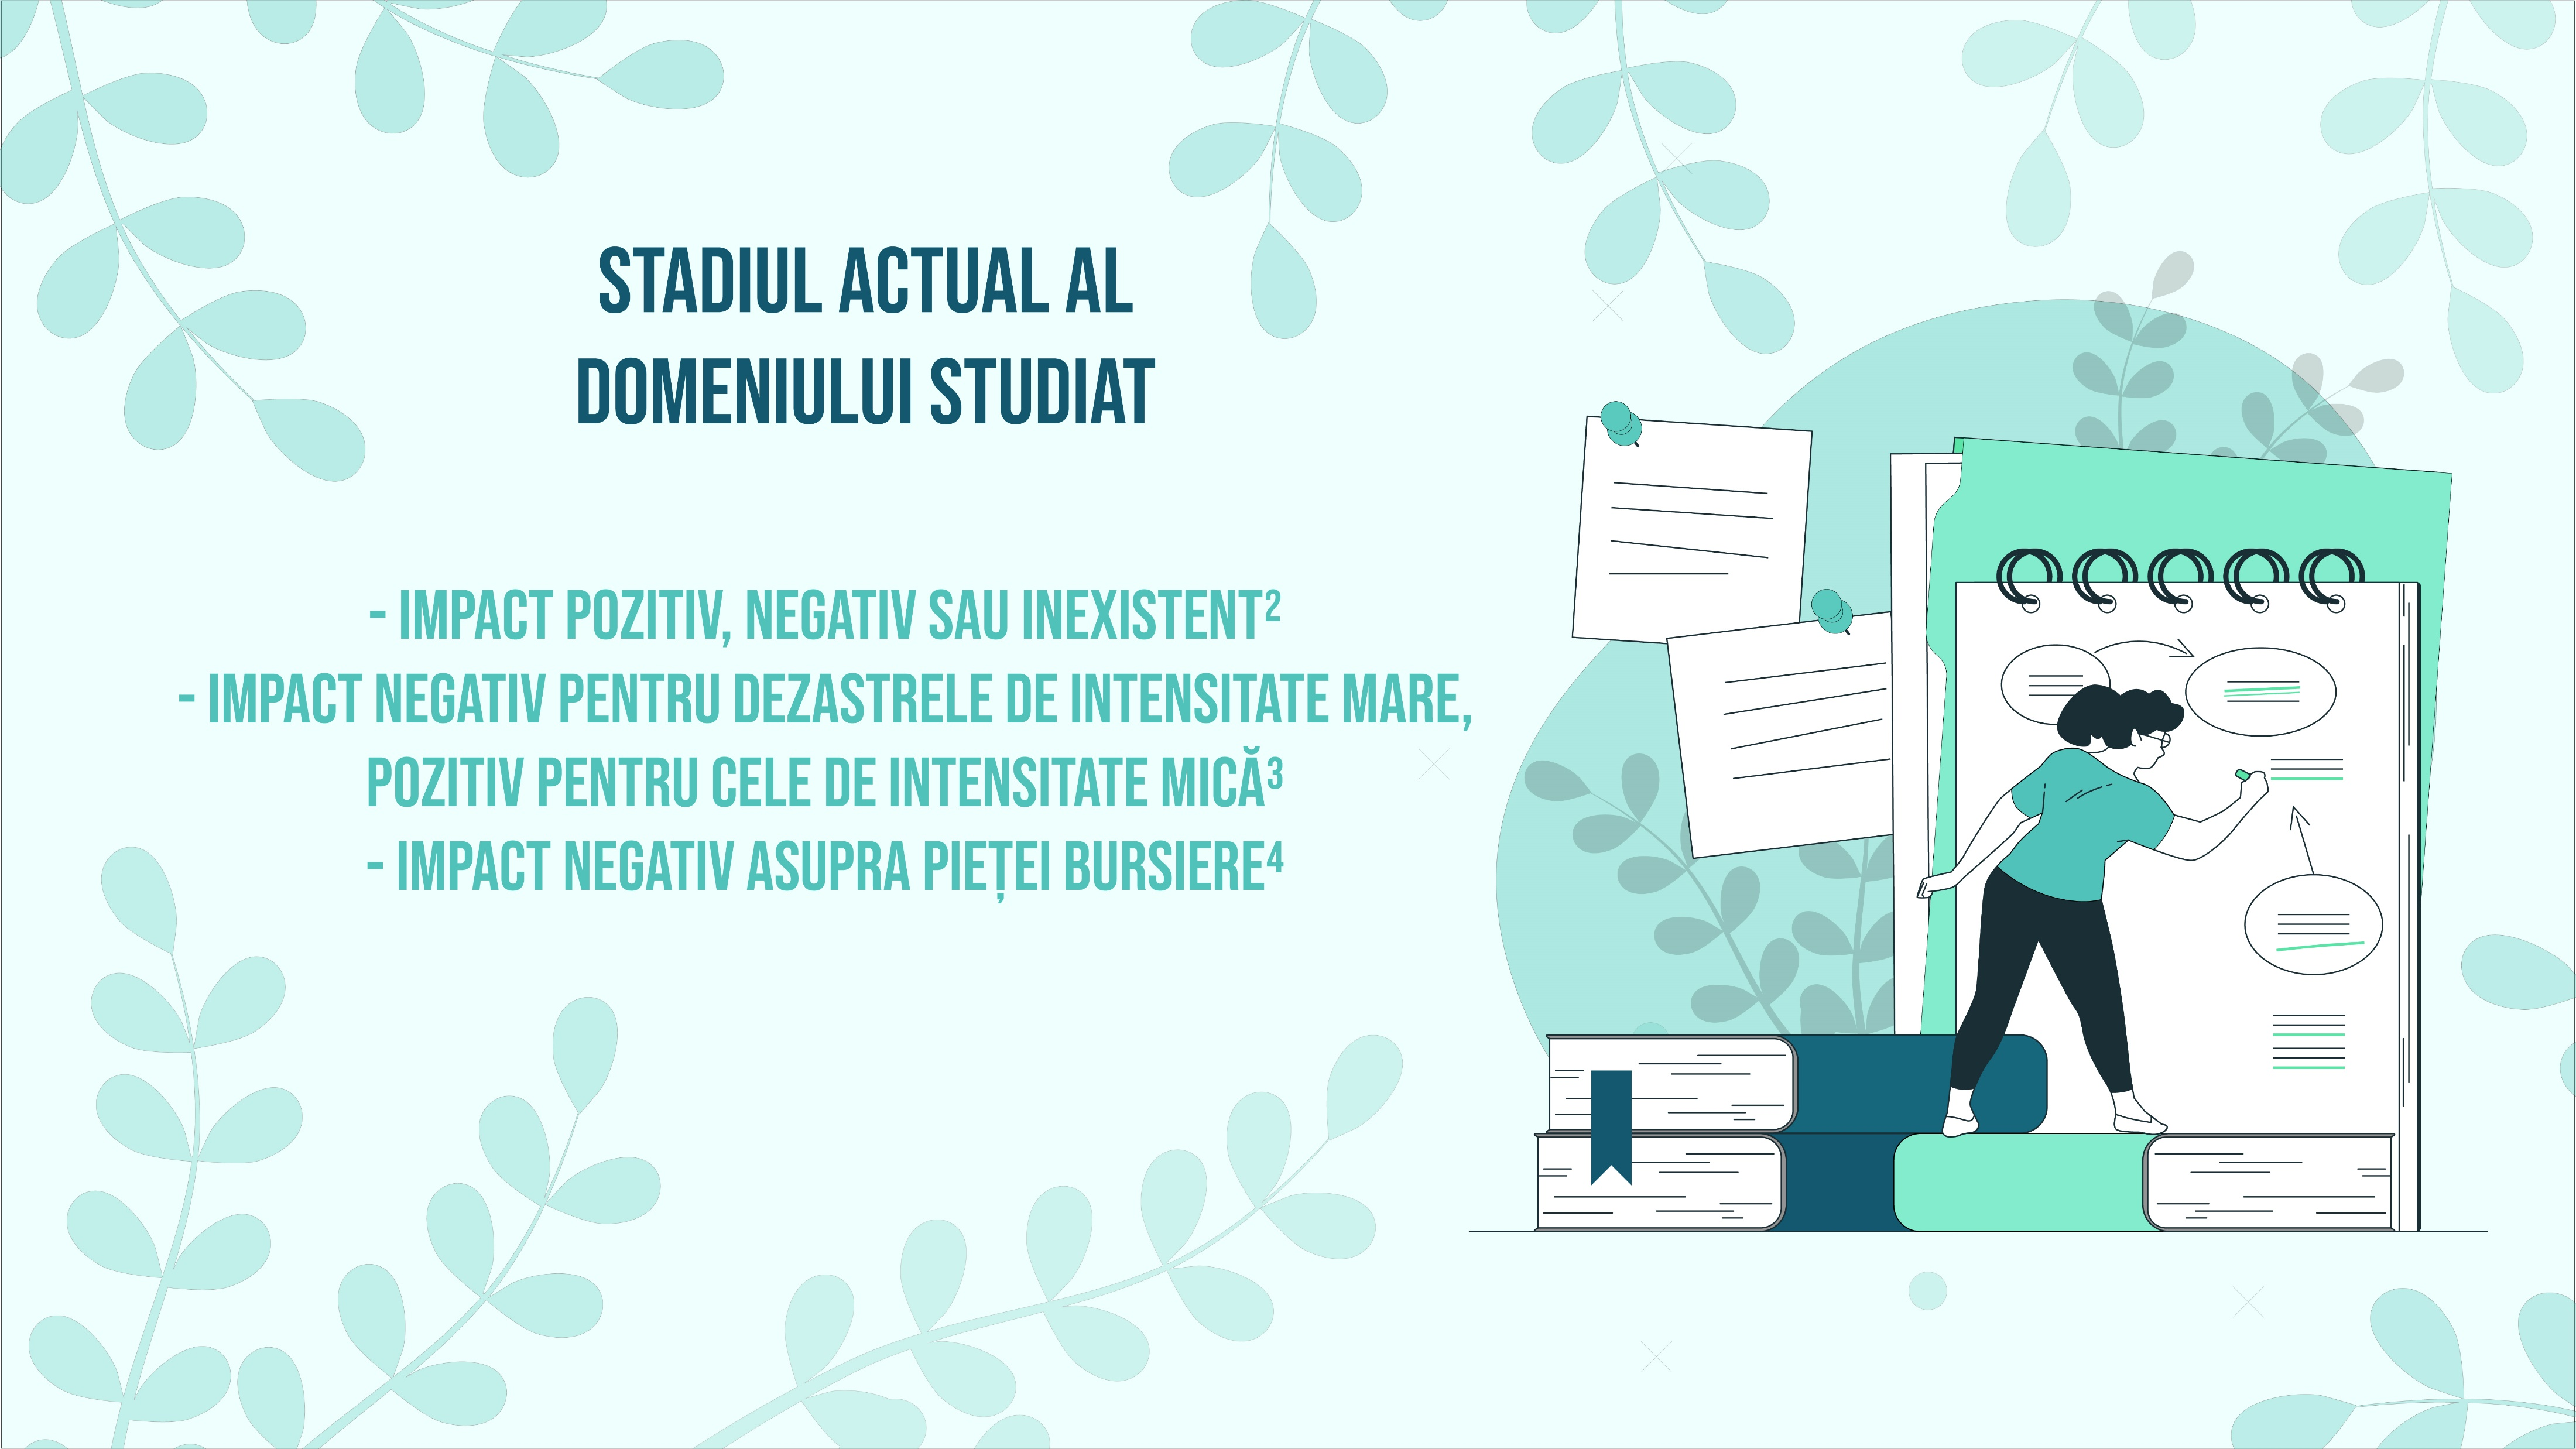 STADIUL ACTUAL AL
DOMENIULUI STUDIAT
- IMPACT POZITIV, NEGATIV SAU INEXISTENT²
- IMPACT NEGATIV PENTRU DEZASTRELE DE INTENSITATE MARE,
POZITIV PENTRU CELE DE INTENSITATE MICĂ³
- IMPACT NEGATIV ASUPRA PIEȚEI BURSIERE⁴